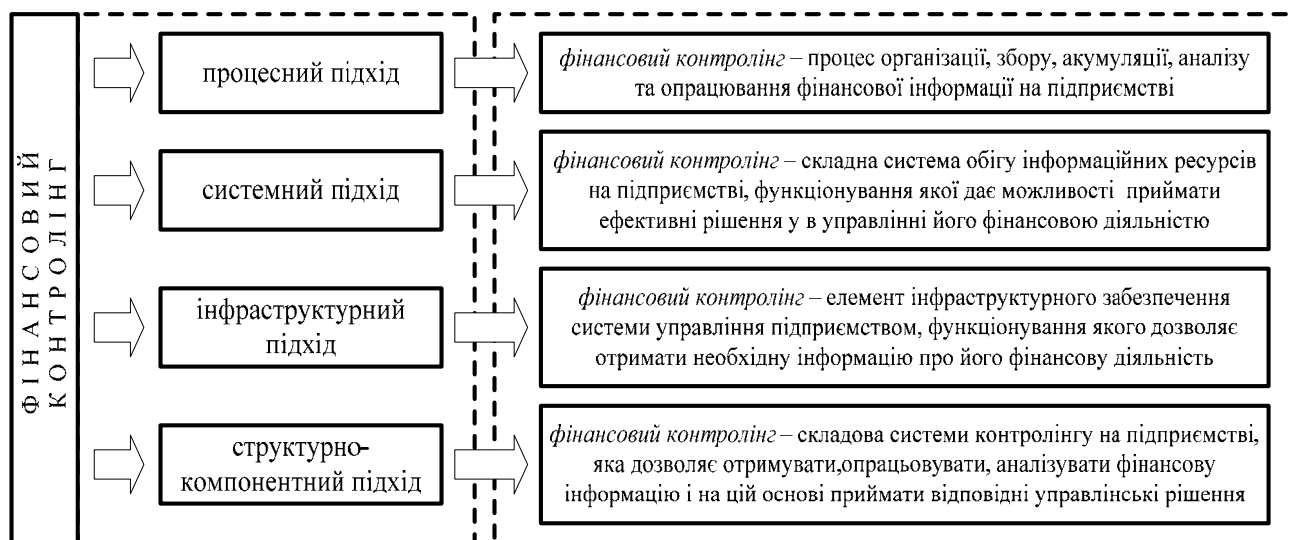 ФІНАНСОВИЙ
КОНТРОЛІНГ
процесний підхід
фінансовий контролінг – процес організації, збору, акумуляції, аналізу
та опрацювання фінансової інформації на підприємстві
системний підхід
фінансовий контролінг – складна система обігу інформаційних ресурсів
на підприємстві, функціонування якої дає можливості приймати
ефективні рішення у в управлінні його фінансовою діяльністю
інфраструктурний
підхід
фінансовий контролінг – елемент інфраструктурного забезпечення
системи управління підприємством, функціонування якого дозволяє
отримати необхідну інформацію про його фінансову діяльність
структурно-
компонентний підхід
фінансовий контролінг – складова системи контролінгу на підприємстві,
яка дозволяє отримувати,опрацьовувати, аналізувати фінансову
інформацію і на цій основі приймати відповідні управлінські рішення